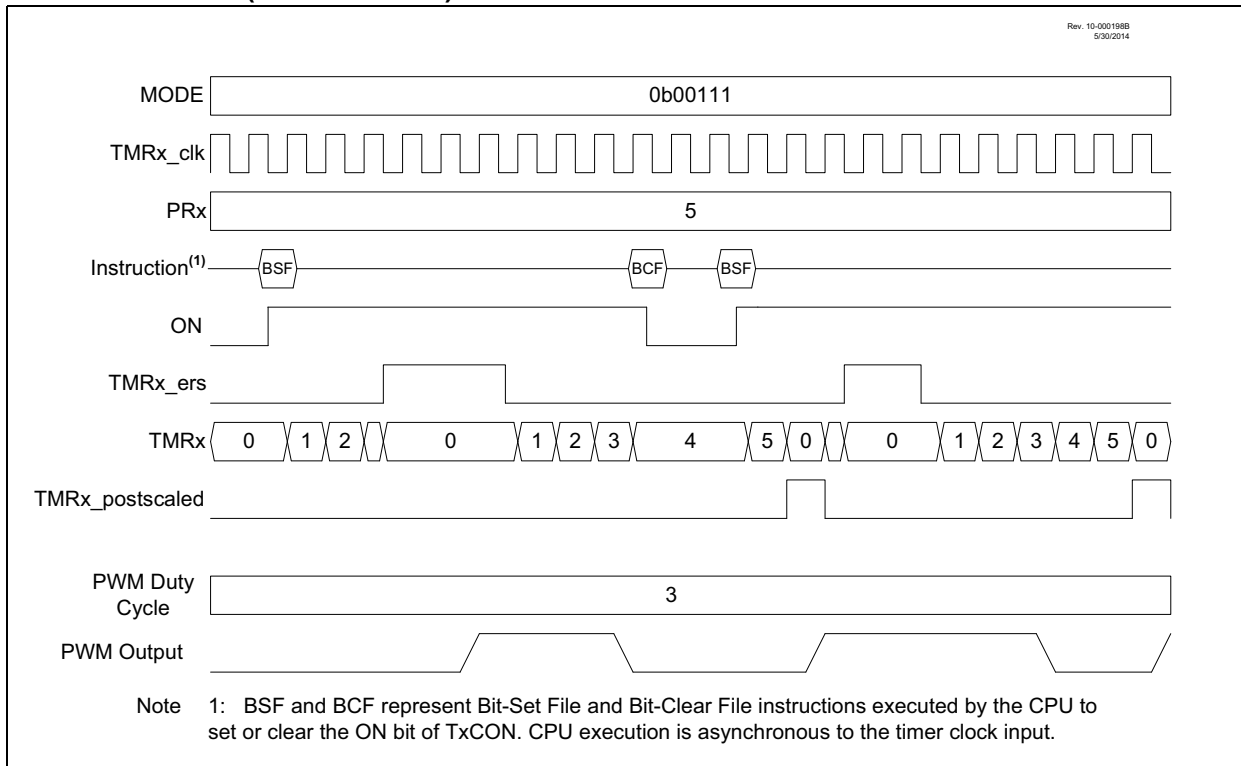 Rev. 10-000198B
5/30/2014
MODE 0b00111
TMRx_clk
PRx 5
Instruction(1) BSF BCF BSF
ON
TMRx_ers
TMRx 0 1 2 0 1 2 3 4 5 0 0 1 2 3 4 5 0
TMRx_postscaled
PWM Duty
Cycle 3
PWM Output
Note 1: BSF and BCF represent Bit-Set File and Bit-Clear File instructions executed by the CPU to
set or clear the ON bit of TxCON. CPU execution is asynchronous to the timer clock input.